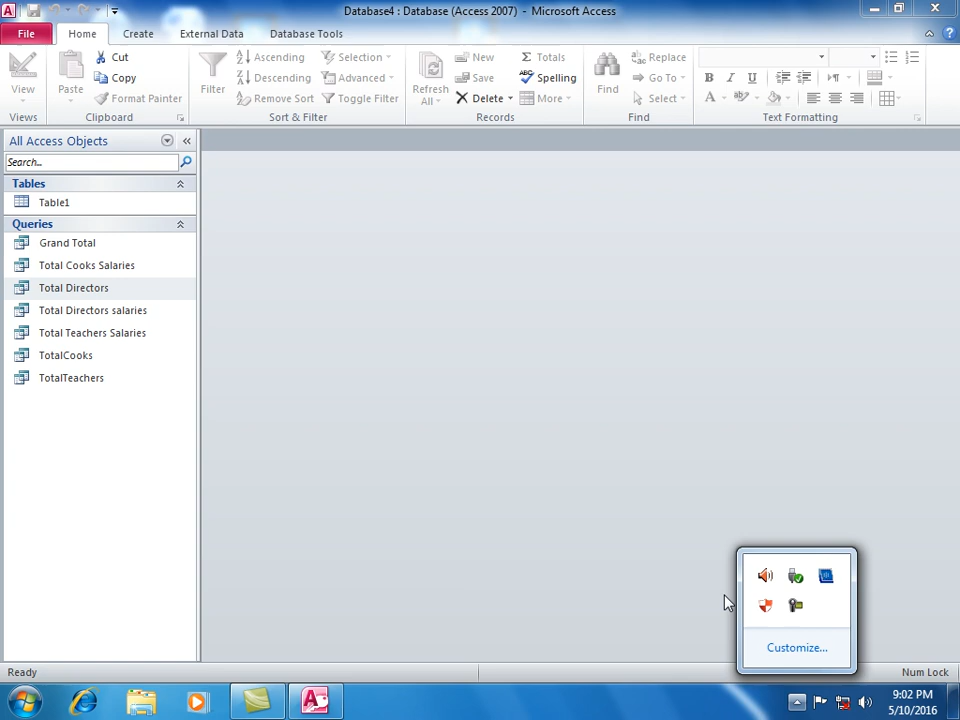 Database4 : Database (Access 2007) - Microsoft Access
File Home Create External Data Database Tools
View
Views
Paste
Cut
Copy
Format Painter
Clipboard
Filter
Ascending
Descending
Remove Sort
Selection
Advanced
Toggle Filter
Sort & Filter
Refresh
All
New
Save
Delete
Totals
Spelling
More
Records
Find
Replace
Go To
Select
Find
B I U
A ab
Text Formatting
All Access Objects
Search...
Tables
Table1
Queries
Grand Total
Total Cooks Salaries
Total Directors
Total Directors salaries
Total Teachers Salaries
TotalCooks
TotalTeachers
Customize...
Ready
Num Lock
9:02 PM
5/10/2016